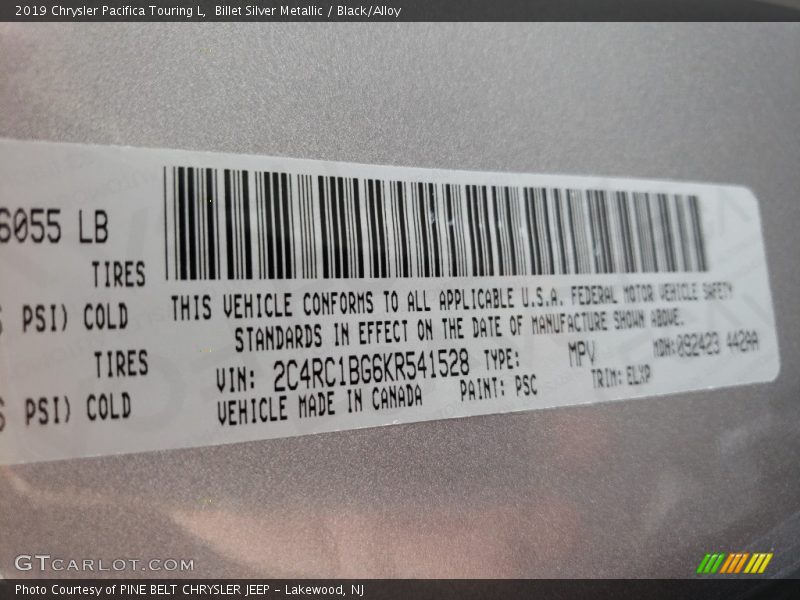 2019 Chrysler Pacifica Touring L, Billet Silver Metallic / Black/Alloy
6055 LB
TIRES
PSI) COLD
TIRES
PSI) COLD
THIS VEHICLE CONFORMS TO ALL APPLICABLE U.S.A. FEDERAL MOTOR VEHICLE SAFETY
STANDARDS IN EFFECT ON THE DATE OF MANUFACTURE SHOWN ABOVE.
VIN: 2C4RC1BG6KR541528 TYPE: MPV MDH:092423 442AA
VEHICLE MADE IN CANADA PAINT: PSC TRIM: ELXP
GTCARLOT.COM
Photo Courtesy of PINE BELT CHRYSLER JEEP - Lakewood, NJ